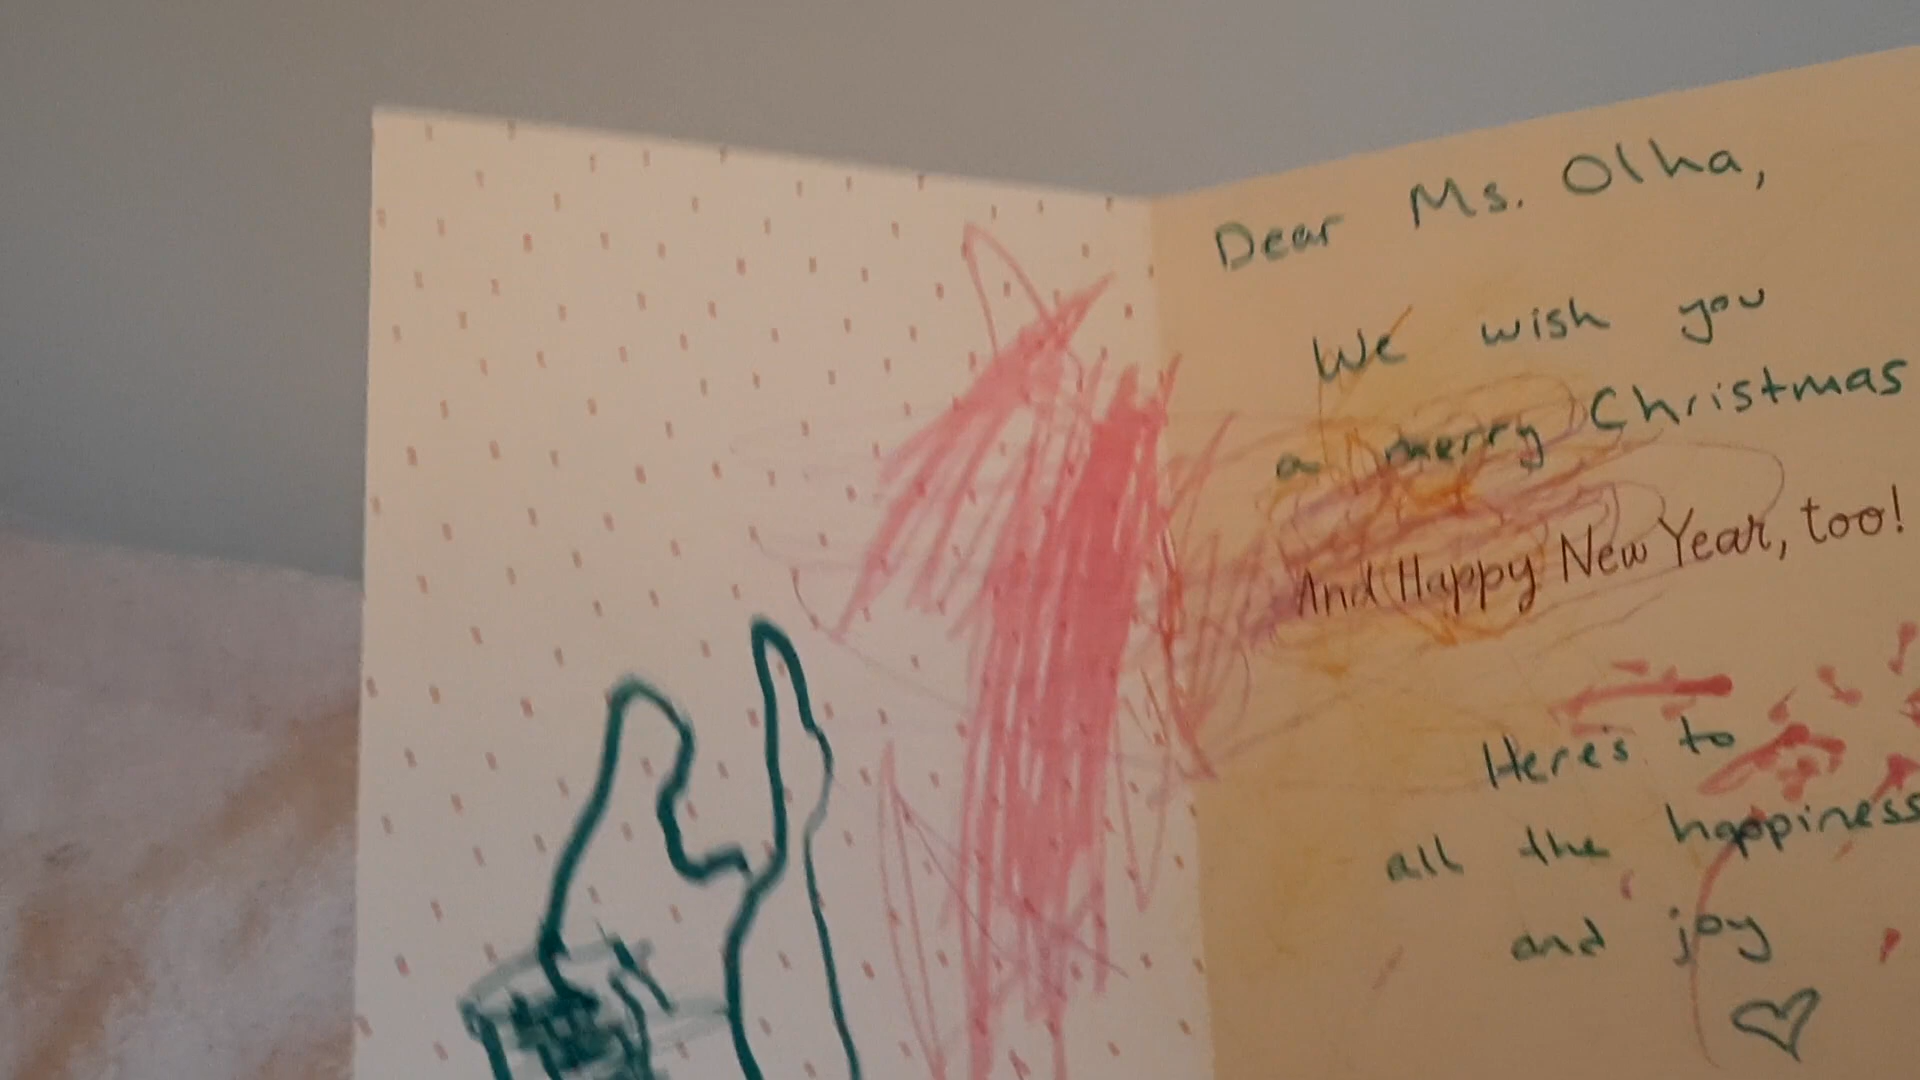 Dear Ms. Olha,
We wish you
a merry Christmas
And Happy New Year, too!
Here's to
all the happiness
and joy